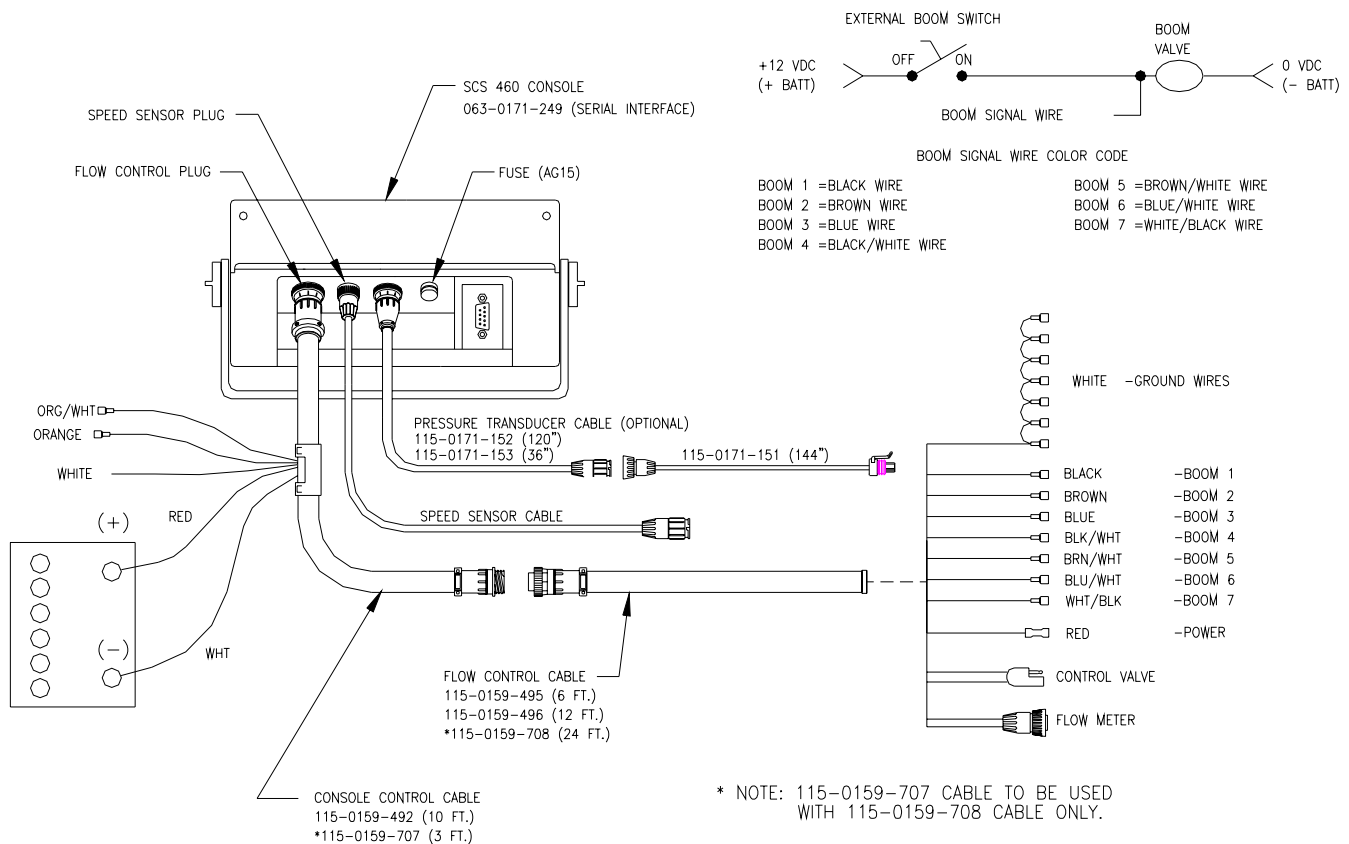 EXTERNAL BOOM SWITCH
+12 VDC
(+ BATT)
OFF
ON
BOOM
VALVE
0 VDC
(- BATT)
BOOM SIGNAL WIRE
BOOM SIGNAL WIRE COLOR CODE
BOOM 1 =BLACK WIRE
BOOM 2 =BROWN WIRE
BOOM 3 =BLUE WIRE
BOOM 4 =BLACK/WHITE WIRE
BOOM 5 =BROWN/WHITE WIRE
BOOM 6 =BLUE/WHITE WIRE
BOOM 7 =WHITE/BLACK WIRE
SCS 460 CONSOLE
063-0171-249 (SERIAL INTERFACE)
SPEED SENSOR PLUG
FLOW CONTROL PLUG
FUSE (AG15)
ORG/WHT
ORANGE
WHITE
RED
(+)
(-)
WHT
PRESSURE TRANSDUCER CABLE (OPTIONAL)
115-0171-152 (120")
115-0171-153 (36")
115-0171-151 (144")
SPEED SENSOR CABLE
WHITE -GROUND WIRES
BLACK -BOOM 1
BROWN -BOOM 2
BLUE -BOOM 3
BLK/WHT -BOOM 4
BRN/WHT -BOOM 5
BLU/WHT -BOOM 6
WHT/BLK -BOOM 7
RED -POWER
CONTROL VALVE
FLOW METER
FLOW CONTROL CABLE
115-0159-495 (6 FT.)
115-0159-496 (12 FT.)
*115-0159-708 (24 FT.)
CONSOLE CONTROL CABLE
115-0159-492 (10 FT.)
*115-0159-707 (3 FT.)
* NOTE: 115-0159-707 CABLE TO BE USED
WITH 115-0159-708 CABLE ONLY.